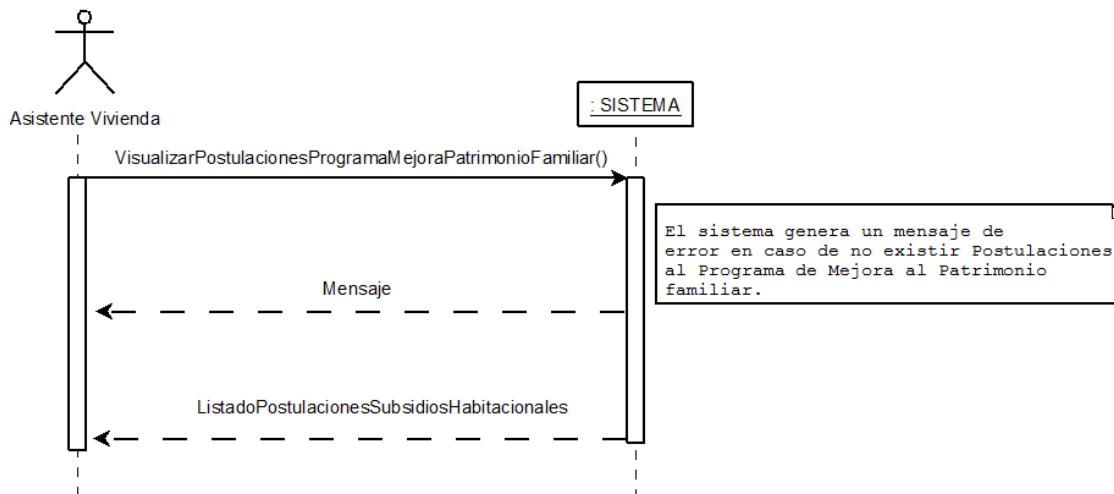 Asistente Vivienda
: SISTEMA
VisualizarPostulacionesProgramaMejoraPatrimonioFamiliar()
El sistema genera un mensaje de
error en caso de no existir Postulaciones
al Programa de Mejora al Patrimonio
familiar.
Mensaje
ListadoPostulacionesSubsidiosHabitacionales